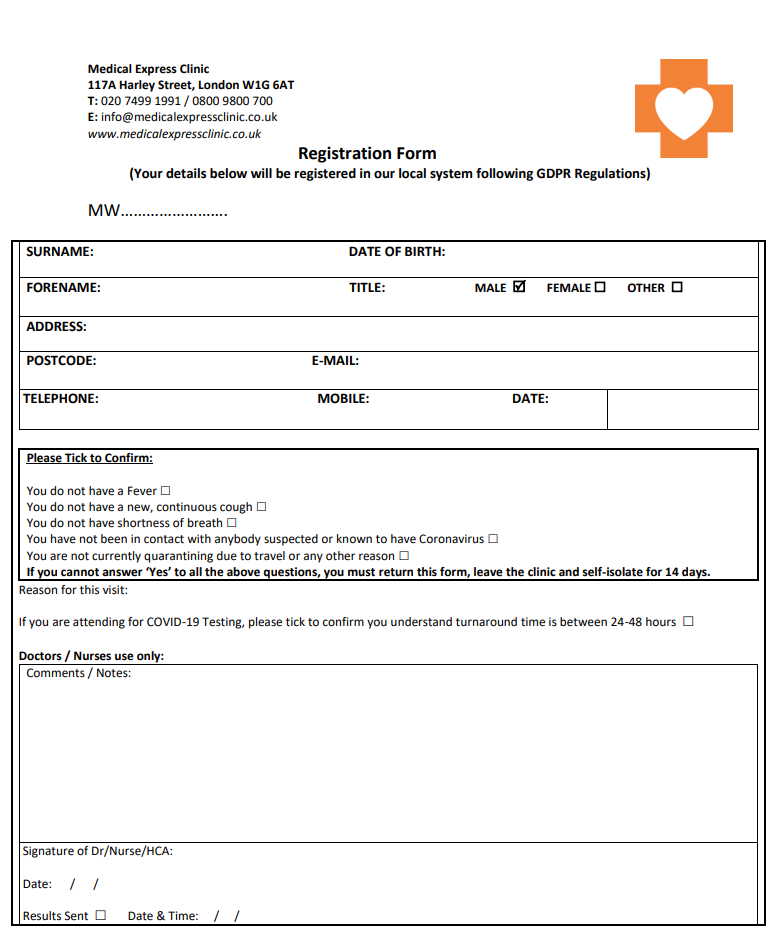 Medical Express Clinic
117A Harley Street, London W1G 6AT
T: 020 7499 1991 / 0800 9800 700
E: info@medicalexpressclinic.co.uk
www.medicalexpressclinic.co.uk
Registration Form
(Your details below will be registered in our local system following GDPR Regulations)
MW…………………….
SURNAME: DATE OF BIRTH:
FORENAME: TITLE: MALE ☑ FEMALE ☐ OTHER ☐
ADDRESS:
POSTCODE: E-MAIL:
TELEPHONE: MOBILE: DATE:
Please Tick to Confirm:
You do not have a Fever ☐
You do not have a new, continuous cough ☐
You do not have shortness of breath ☐
You have not been in contact with anybody suspected or known to have Coronavirus ☐
You are not currently quarantining due to travel or any other reason ☐
If you cannot answer ‘Yes’ to all the above questions, you must return this form, leave the clinic and self-isolate for 14 days.
Reason for this visit:
If you are attending for COVID-19 Testing, please tick to confirm you understand turnaround time is between 24-48 hours ☐
Doctors / Nurses use only:
Comments / Notes:
Signature of Dr/Nurse/HCA:
Date: / /
Results Sent ☐ Date & Time: / /